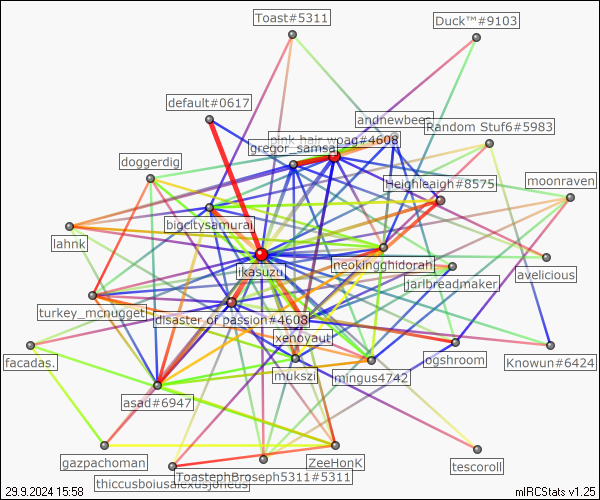 Toast#5311
Duck™#9103
default#0617
andnewbees
Random Stuf6#5983
pink hair woag#4608
gregor_samsa
doggerdig
Heighleaigh#8575
moonraven
bigcitysamurai
lahnk
neokingghidorah
avelicious
ikasuzu
jarlbreadmaker
turkey_mcnugget
disaster of passion#4608
xenoyaut
facadas.
ogshroom
Knowun#6424
mukszi
mingus4742
asad#6947
gazpachoman
ZeeHonK
tescoroll
ToastephBroseph5311#5311
29.9.2024 15:58
mIRCStats v1.25